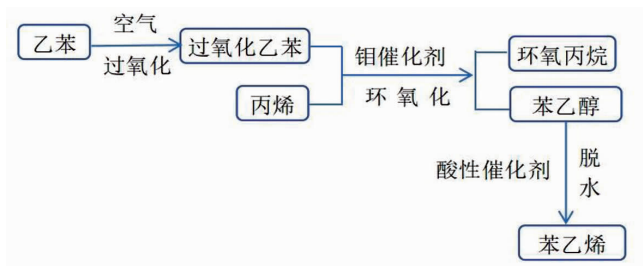 乙苯
空气
过氧化
过氧化乙苯
丙烯
钼催化剂
环氧化
环氧丙烷
苯乙醇
酸性催化剂
脱水
苯乙烯